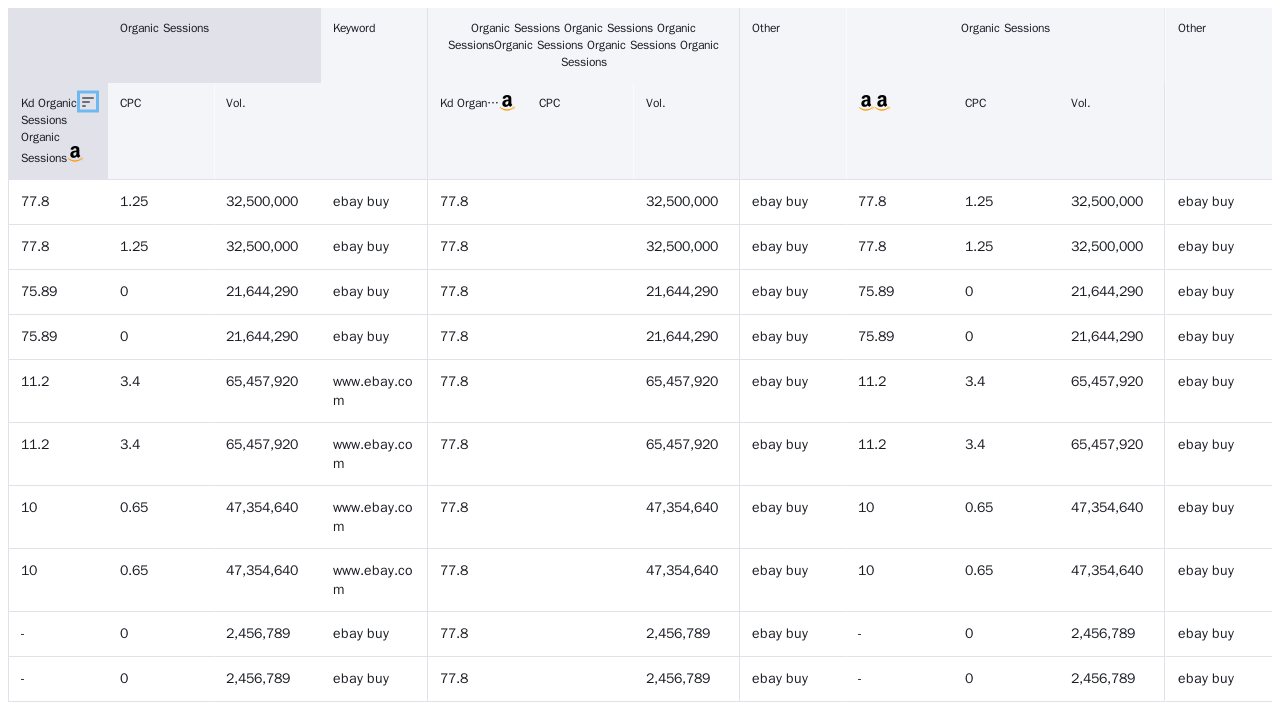 Organic Sessions Keyword Organic Sessions Organic Sessions Organic Other Organic Sessions Other
SessionsOrganic Sessions Organic Sessions Organic
Sessions
Kd Organic CPC Vol. Kd Organ··· a CPC Vol. a a CPC Vol.
Sessions
Organic
Sessions a
77.8 1.25 32,500,000 ebay buy 77.8 32,500,000 ebay buy 77.8 1.25 32,500,000 ebay buy
77.8 1.25 32,500,000 ebay buy 77.8 32,500,000 ebay buy 77.8 1.25 32,500,000 ebay buy
75.89 0 21,644,290 ebay buy 77.8 21,644,290 ebay buy 75.89 0 21,644,290 ebay buy
75.89 0 21,644,290 ebay buy 77.8 21,644,290 ebay buy 75.89 0 21,644,290 ebay buy
11.2 3.4 65,457,920 www.ebay.co 77.8 65,457,920 ebay buy 11.2 3.4 65,457,920 ebay buy
m
11.2 3.4 65,457,920 www.ebay.co 77.8 65,457,920 ebay buy 11.2 3.4 65,457,920 ebay buy
m
10 0.65 47,354,640 www.ebay.co 77.8 47,354,640 ebay buy 10 0.65 47,354,640 ebay buy
m
10 0.65 47,354,640 www.ebay.co 77.8 47,354,640 ebay buy 10 0.65 47,354,640 ebay buy
m
- 0 2,456,789 ebay buy 77.8 2,456,789 ebay buy - 0 2,456,789 ebay buy
- 0 2,456,789 ebay buy 77.8 2,456,789 ebay buy - 0 2,456,789 ebay buy